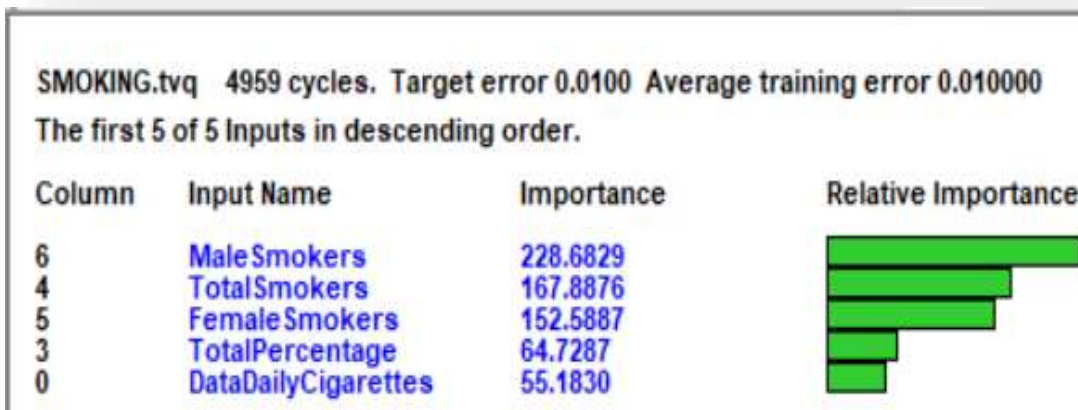 SMOKING.tvq 4959 cycles. Target error 0.0100 Average training error 0.010000
The first 5 of 5 Inputs in descending order.
Column Input Name Importance Relative Importance
6 MaleSmokers 228.6829
4 TotalSmokers 167.8876
5 FemaleSmokers 152.5887
3 TotalPercentage 64.7287
0 DataDailyCigarettes 55.1830